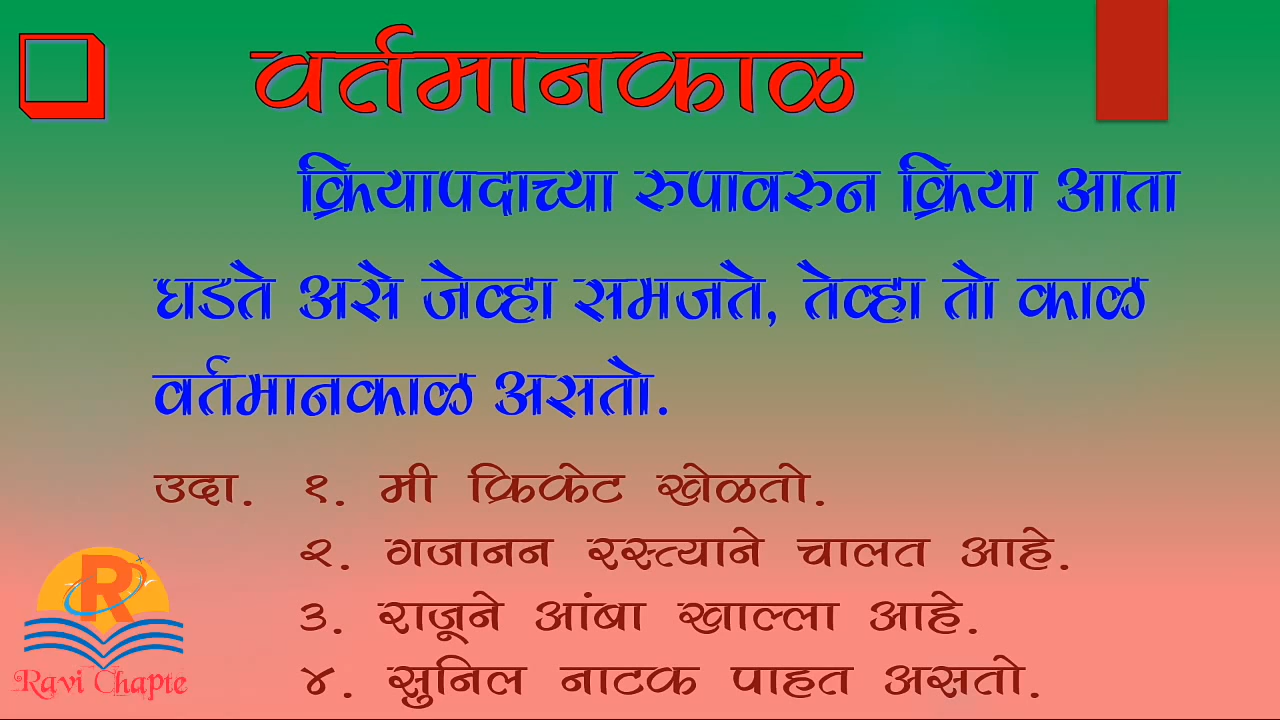 वर्तमानकाळ
क्रियापदाच्या रुपावरुन क्रिया आता
घडते असे जेव्हा समजते, तेव्हा तो काळ
वर्तमानकाळ असतो.
उदा. १. मी क्रिकेट खेळतो.
२. गजानन रस्त्याने चालत आहे.
३. राजूने आंबा खाल्ला आहे.
४. सुनिल नाटक पाहत असतो.
R
Ravi Chapte